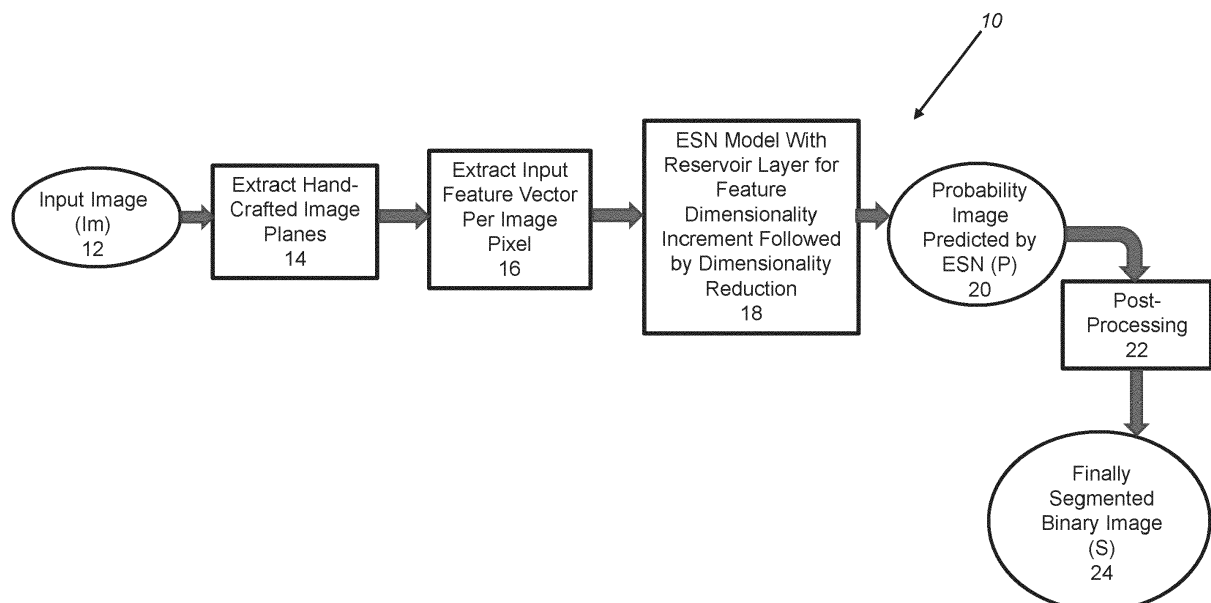 10
Input Image
(Im)
12
Extract Hand-
Crafted Image
Planes
14
Extract Input
Feature Vector
Per Image
Pixel
16
ESN Model With
Reservoir Layer for
Feature
Dimensionality
Increment Followed
by Dimensionality
Reduction
18
Probability
Image
Predicted by
ESN (P)
20
Post-
Processing
22
Finally
Segmented
Binary Image
(S)
24